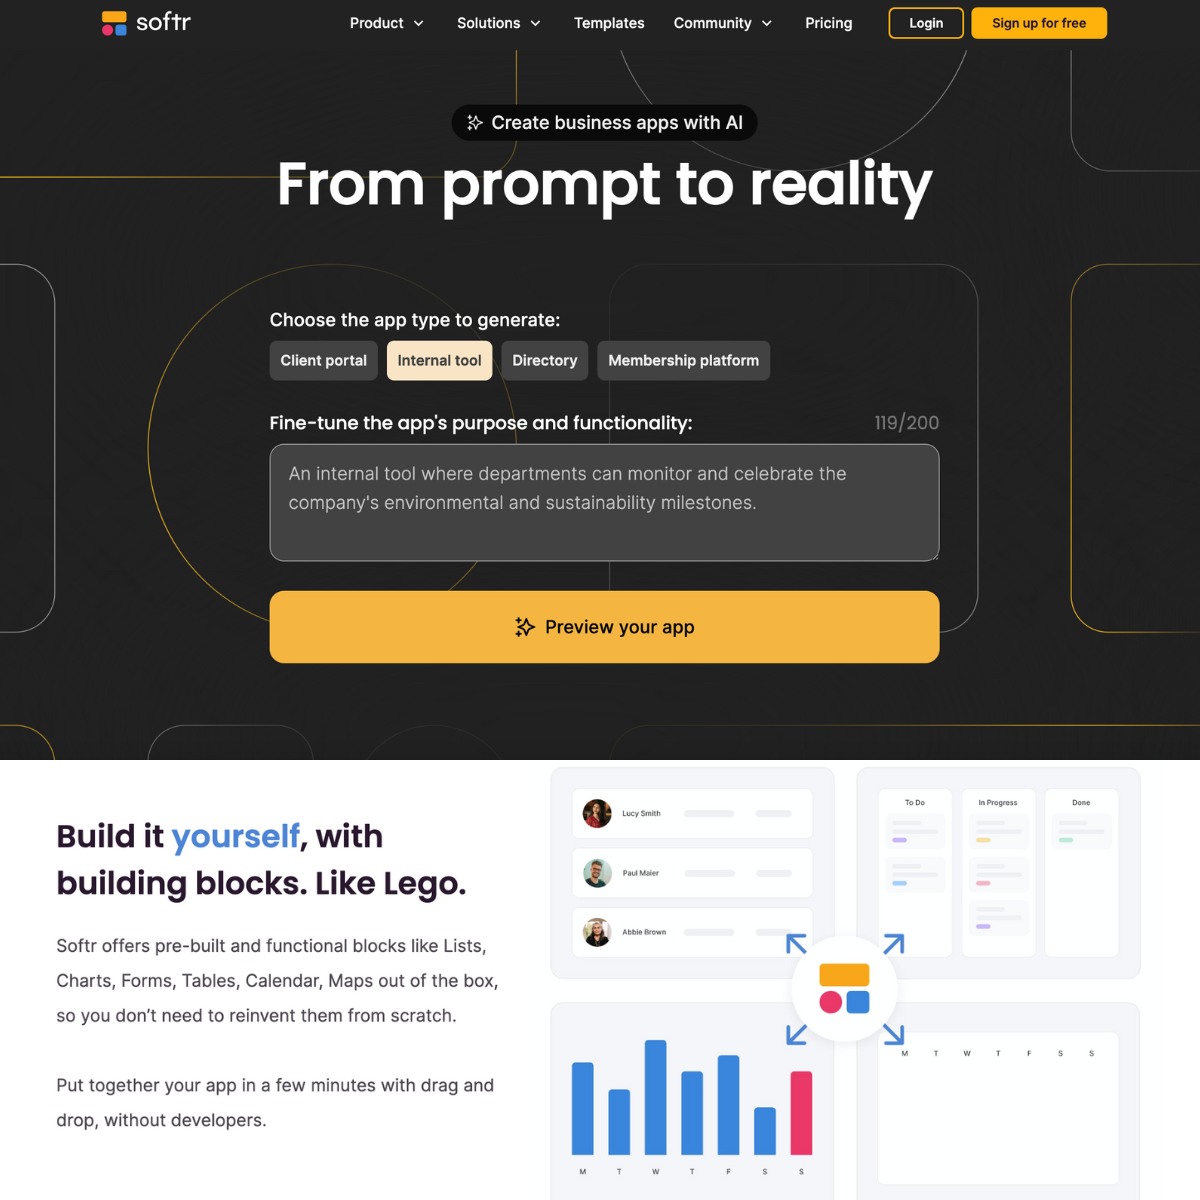 softr
Product
Solutions
Templates
Community
Pricing
Login
Sign up for free
Create business apps with AI
From prompt to reality
Choose the app type to generate:
Client portal
Internal tool
Directory
Membership platform
Fine-tune the app's purpose and functionality:
119/200
An internal tool where departments can monitor and celebrate the
company's environmental and sustainability milestones.
Preview your app
Build it yourself, with
building blocks. Like Lego.
Softr offers pre-built and functional blocks like Lists,
Charts, Forms, Tables, Calendar, Maps out of the box,
so you don’t need to reinvent them from scratch.
Put together your app in a few minutes with drag and
drop, without developers.
Lucy Smith
Paul Maier
Abbie Brown
To Do
In Progress
Done
M T W T F S S
M T W T F S S